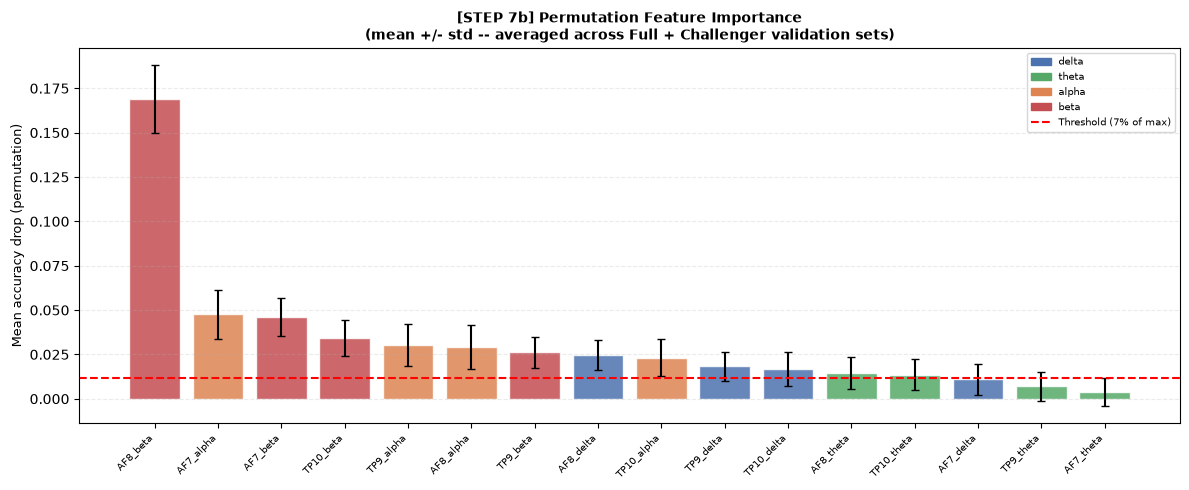 [STEP 7b] Permutation Feature Importance
(mean +/- std -- averaged across Full + Challenger validation sets)
delta
theta
alpha
beta
Threshold (7% of max)
Mean accuracy drop (permutation)
0.175
0.150
0.125
0.100
0.075
0.050
0.025
0.000
AF8_beta
AF7_alpha
AF7_beta
TP10_beta
TP9_alpha
AF8_alpha
TP9_beta
AF8_delta
TP10_alpha
TP9_delta
TP10_delta
AF8_theta
TP10_theta
AF7_delta
TP9_theta
AF7_theta